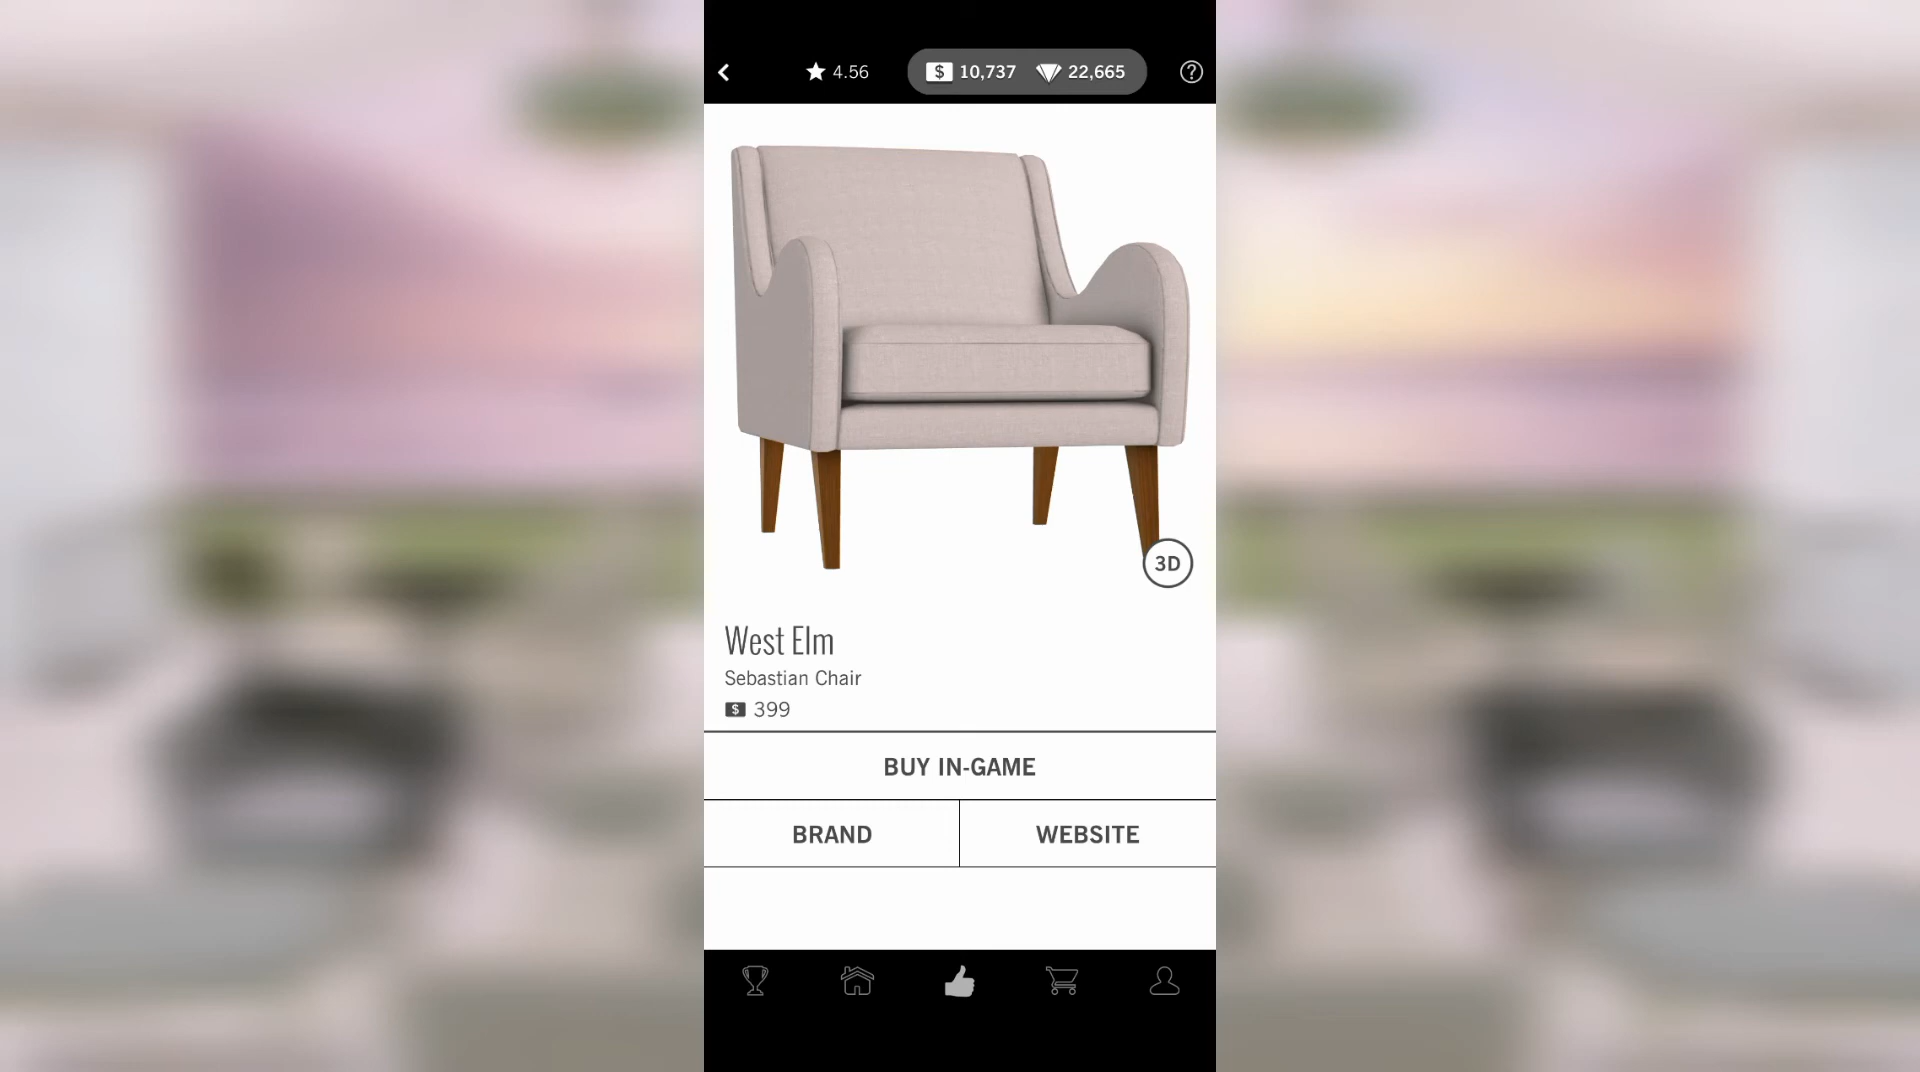 4.56 $ 10,737 22,665 ?
3D
West Elm
Sebastian Chair
$ 399
BUY IN-GAME
BRAND WEBSITE